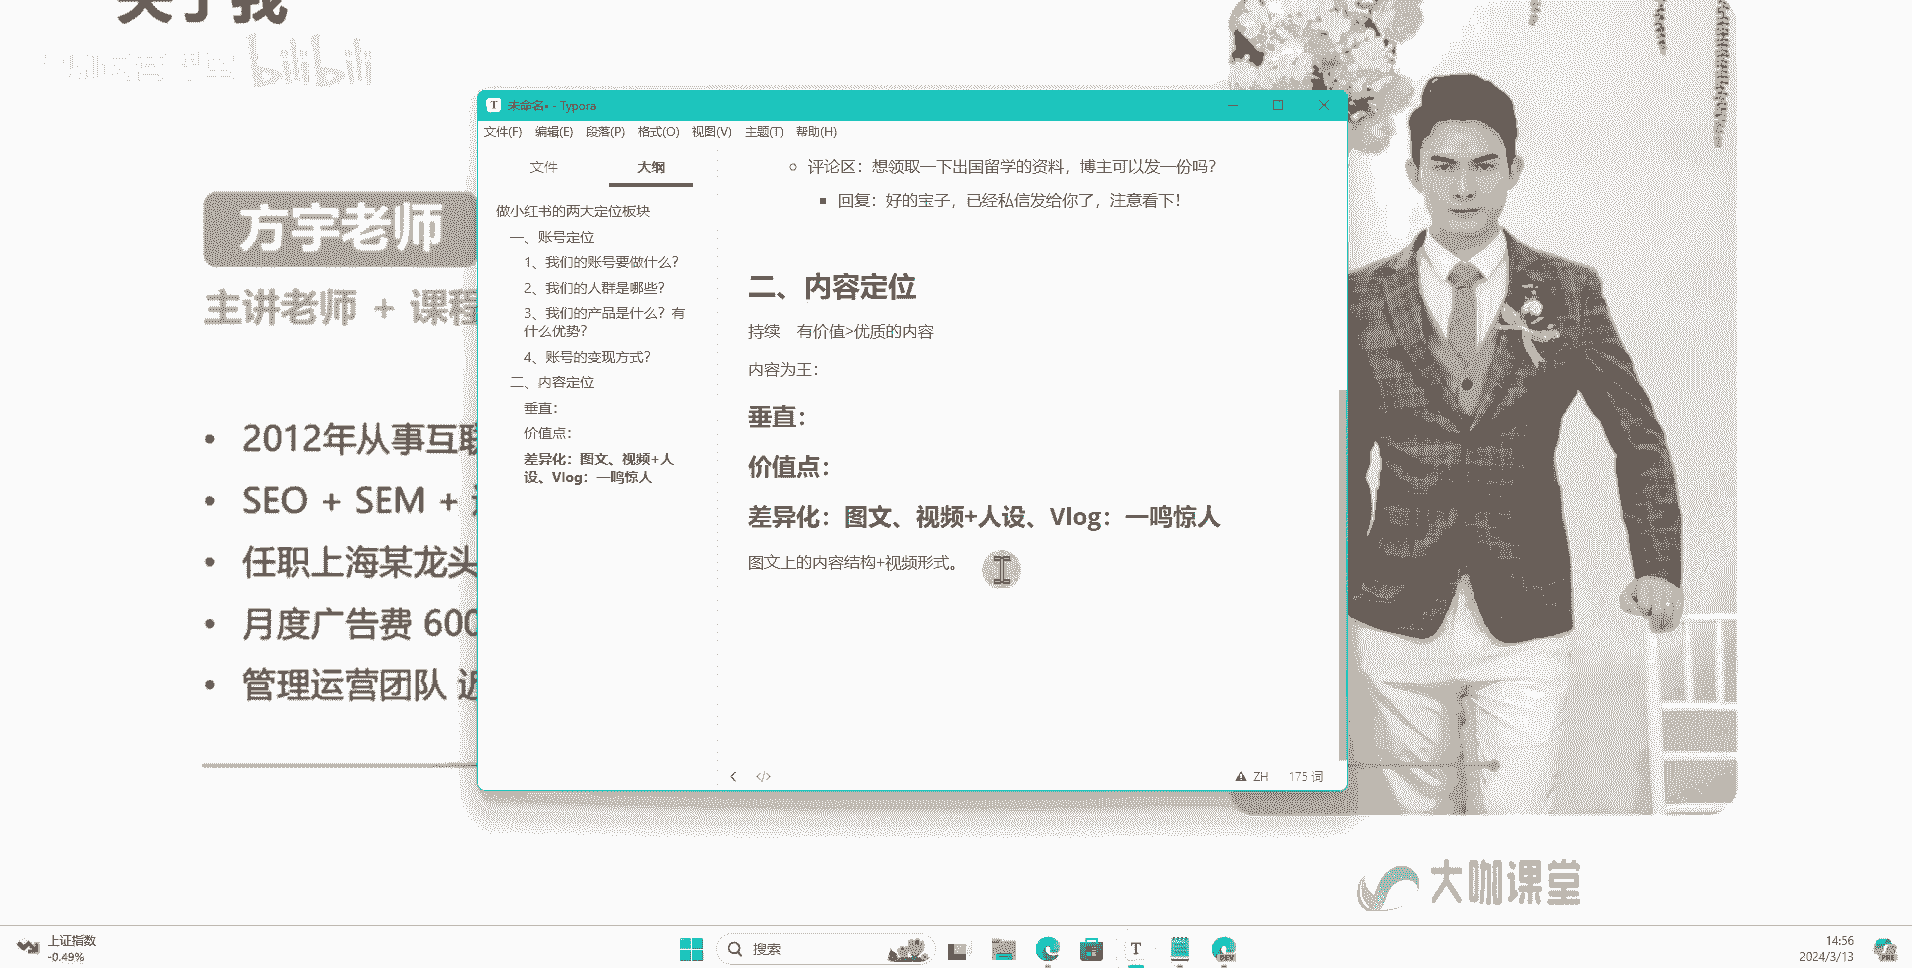 关于我
bilibili
方宇老师
主讲老师 + 课程
• 2012年从事互联
• SEO + SEM +
• 任职上海某龙头
• 月度广告费 600
• 管理运营团队 近
未命名• - Typora
文件(F) 编辑(E) 段落(P) 格式(O) 视图(V) 主题(T) 帮助(H)
文件 大纲
做小红书的两大定位板块
一、账号定位
1、我们的账号要做什么？
2、我们的人群是哪些？
3、我们的产品是什么？有
什么优势？
4、账号的变现方式？
二、内容定位
垂直：
价值点：
差异化：图文、视频+人
设、Vlog：一鸣惊人
评论区：想领取一下出国留学的资料，博主可以发一份吗？
回复：好的宝子，已经私信发给你了，注意看下！
二、内容定位
持续 有价值>优质的内容
内容为王：
垂直：
价值点：
差异化：图文、视频+人设、Vlog：一鸣惊人
图文上的内容结构+视频形式。
ZH 175 词
大咖课堂
上证指数
-0.49%
搜索
DEV
14:56
2024/3/13
PRE